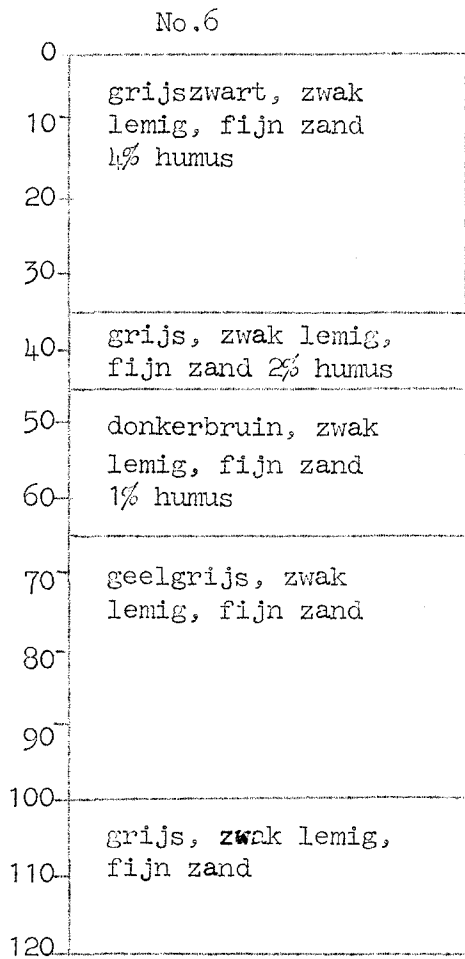 No.6
0
grijszwart, zwak
10
lemig, fijn zand
4% humus
20
30
grijs, zwak lemig,
40
fijn zand 2% humus
50
donkerbruin, zwak
lemig, fijn zand
60
1% humus
70
geelgrijs, zwak
lemig, fijn zand
80
90
100
grijs, zwak lemig,
110
fijn zand
120